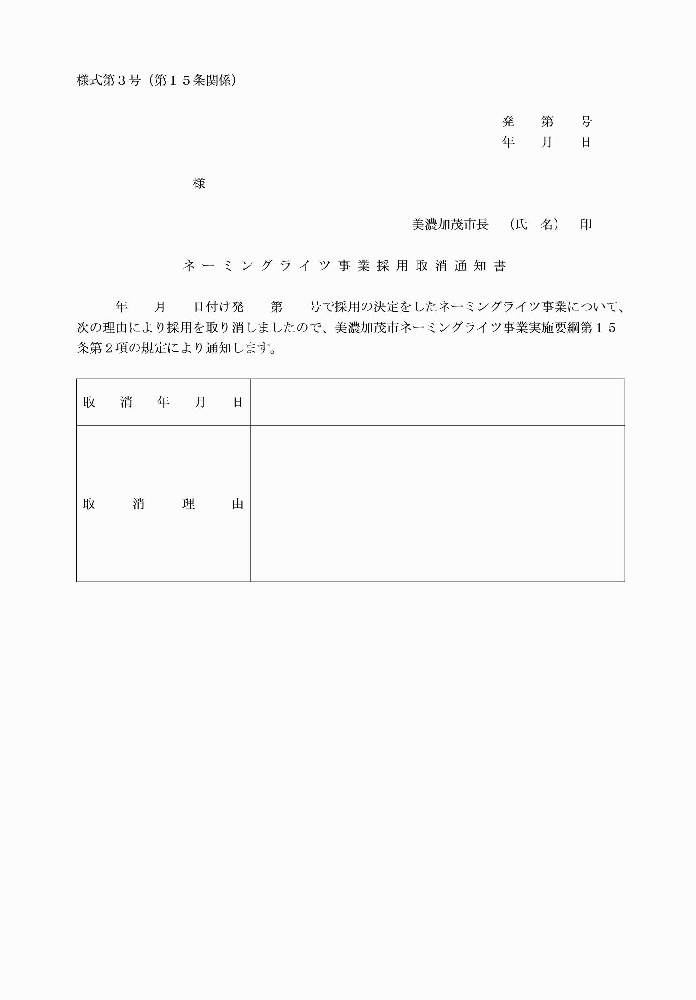 様式第３号（第１５条関係）
発　　第　　号
年　　月　　日
様
美濃加茂市長　（氏　名）　印
ネーミングライツ事業採用取消通知書
年　　月　　日付け発　　第　　号で採用の決定をしたネーミングライツ事業について、
次の理由により採用を取り消しましたので、美濃加茂市ネーミングライツ事業実施要綱第１５
条第２項の規定により通知します。
取　消　年　月　日
取　消　理　由